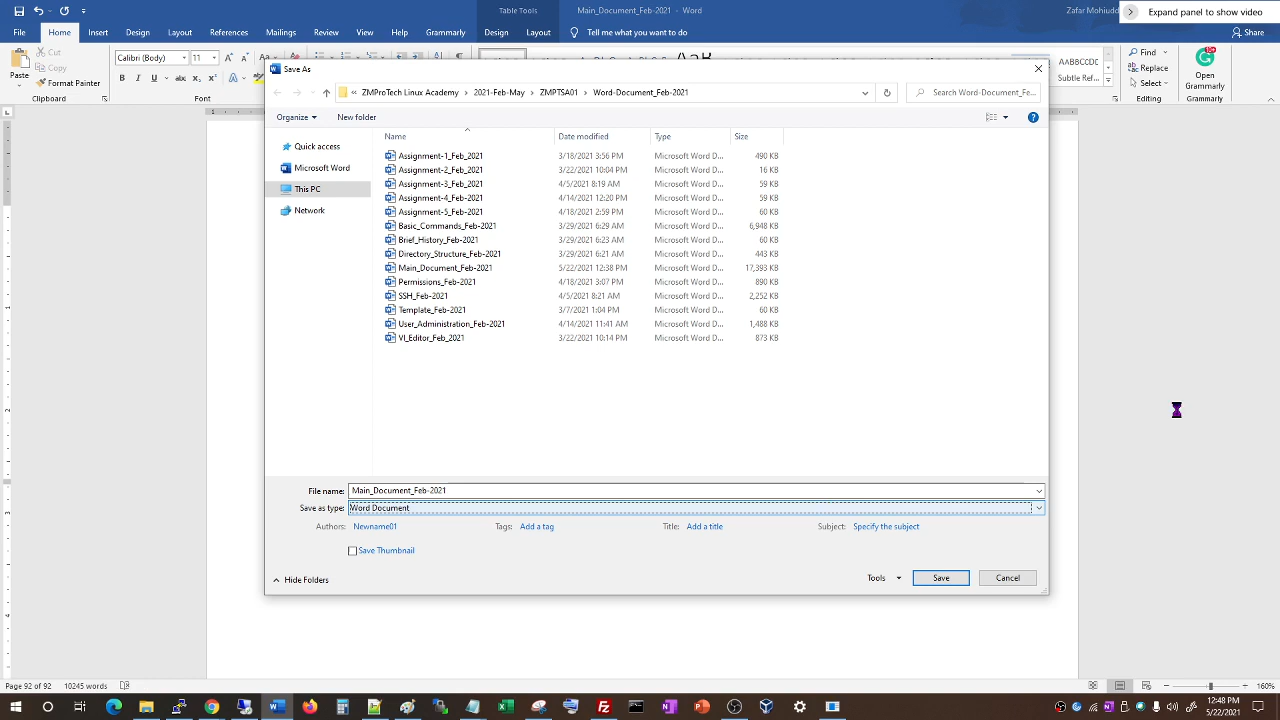 Table Tools
Main_Document_Feb-2021 - Word
Zafar Mohiudd
Expand panel to show video
File Home Insert Design Layout References Mailings Review View Help Grammarly Design Layout Tell me what you want to do Share
Paste
Cut
Copy
Format Painter
Clipboard
Calibri (Body) 11
B I U
Font
AABBCCDC
Subtle Ref...
Find
Replace
Select
Editing
Open
Grammarly
Grammarly
Save As
« ZMProTech Linux Academy > 2021-Feb-May > ZMPTSA01 > Word-Document_Feb-2021
Search Word-Document_Fe...
Organize New folder
Quick access
Microsoft Word
This PC
Network
Name Date modified Type Size
Assignment-1_Feb_2021 3/18/2021 3:56 PM Microsoft Word D... 490 KB
Assignment-2_Feb_2021 3/22/2021 10:04 PM Microsoft Word D... 16 KB
Assignment-3_Feb_2021 4/5/2021 8:19 AM Microsoft Word D... 59 KB
Assignment-4_Feb_2021 4/14/2021 12:20 PM Microsoft Word D... 59 KB
Assignment-5_Feb_2021 4/18/2021 2:59 PM Microsoft Word D... 60 KB
Basic_Commands_Feb-2021 3/29/2021 6:29 AM Microsoft Word D... 6,948 KB
Brief_History_Feb-2021 3/29/2021 6:23 AM Microsoft Word D... 60 KB
Directory_Structure_Feb-2021 3/29/2021 6:21 AM Microsoft Word D... 443 KB
Main_Document_Feb-2021 5/22/2021 12:38 PM Microsoft Word D... 17,393 KB
Permissions_Feb-2021 4/18/2021 3:07 PM Microsoft Word D... 890 KB
SSH_Feb-2021 4/5/2021 8:21 AM Microsoft Word D... 2,252 KB
Template_Feb-2021 3/7/2021 1:04 PM Microsoft Word D... 60 KB
User_Administration_Feb-2021 4/14/2021 11:41 AM Microsoft Word D... 1,488 KB
VI_Editor_Feb_2021 3/22/2021 10:14 PM Microsoft Word D... 873 KB
File name: Main_Document_Feb-2021
Save as type: Word Document
Authors: Newname01 Tags: Add a tag Title: Add a title Subject: Specify the subject
Save Thumbnail
Hide Folders
Tools Save Cancel
Page 92 of 92 10245 words
160%
12:48 PM
5/22/2021